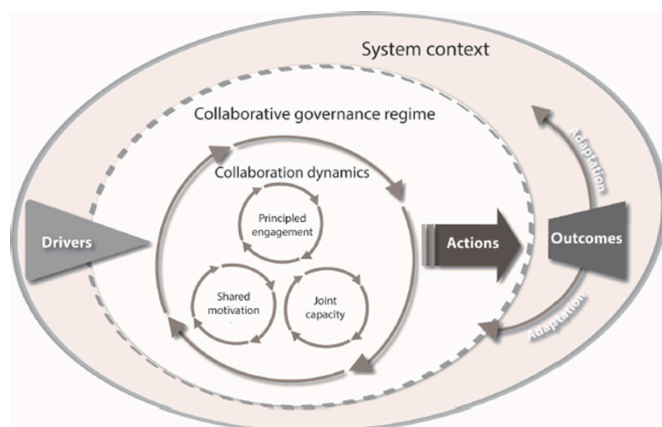 System context
Collaborative governance regime
Collaboration dynamics
Principled
engagement
Shared
motivation
Joint
capacity
Drivers
Actions
Outcomes
Adaptation
Adaptation